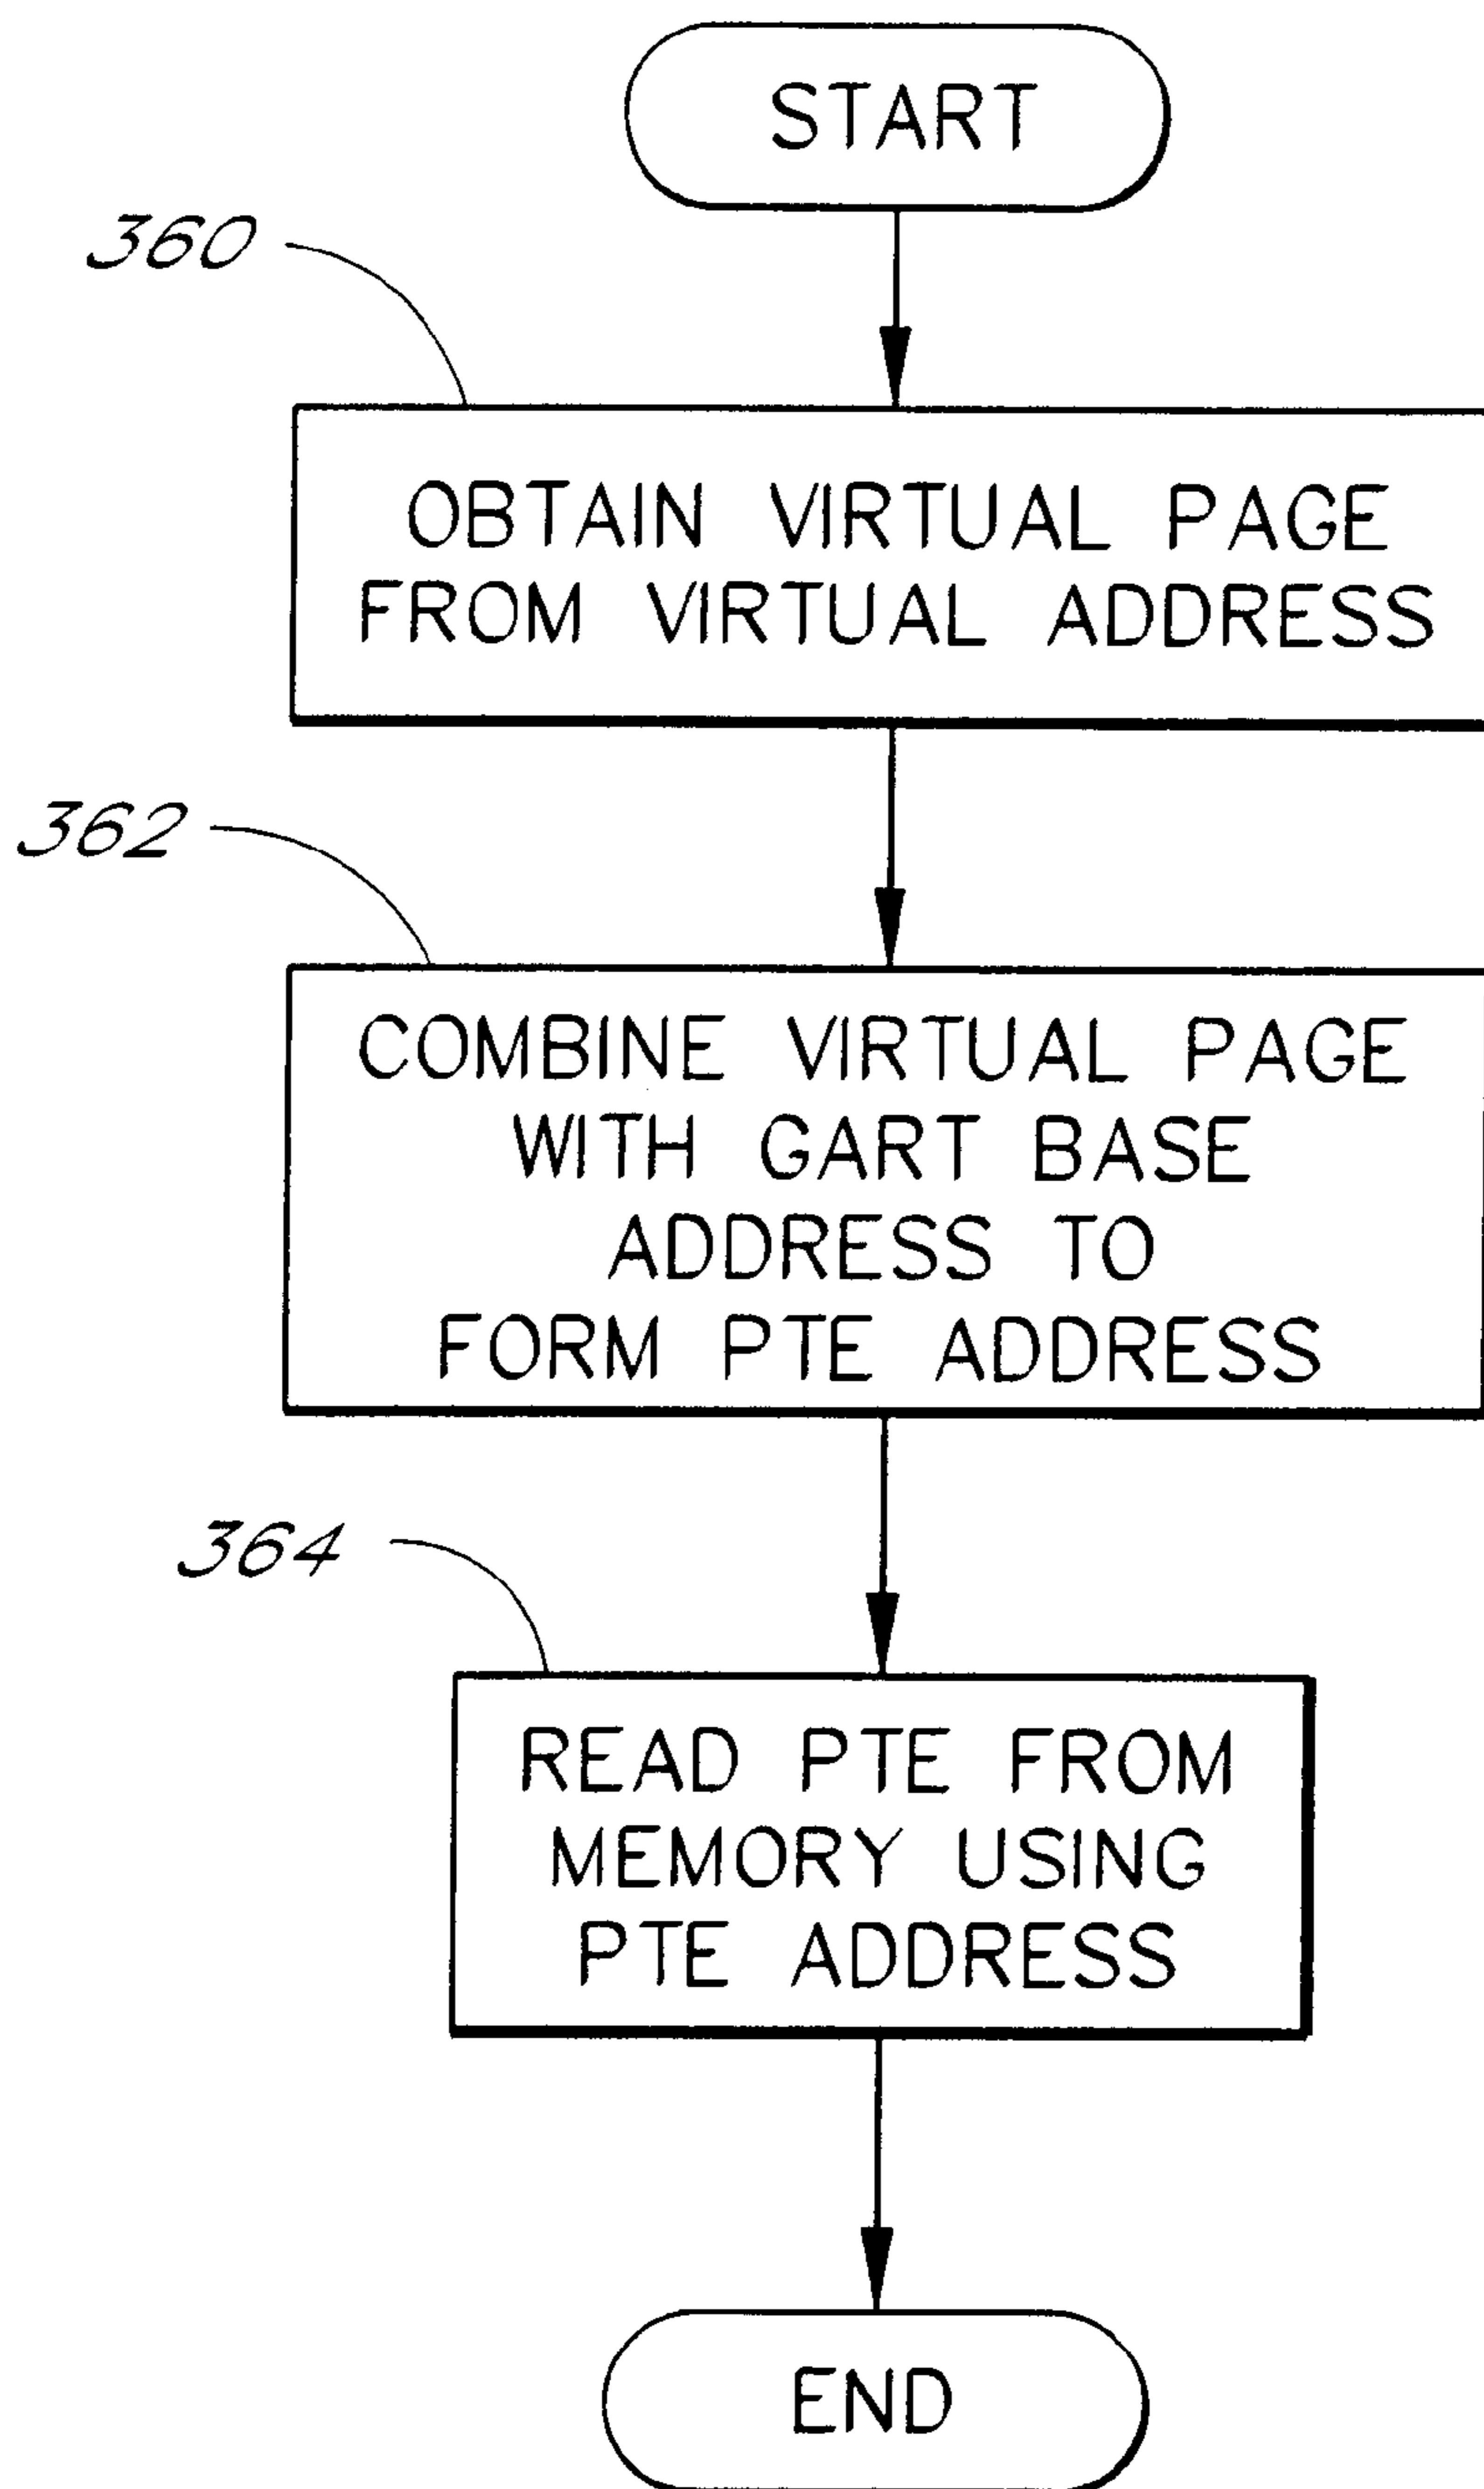 START
360
OBTAIN VIRTUAL PAGE
FROM VIRTUAL ADDRESS
362
COMBINE VIRTUAL PAGE
WITH GART BASE
ADDRESS TO
FORM PTE ADDRESS
364
READ PTE FROM
MEMORY USING
PTE ADDRESS
END